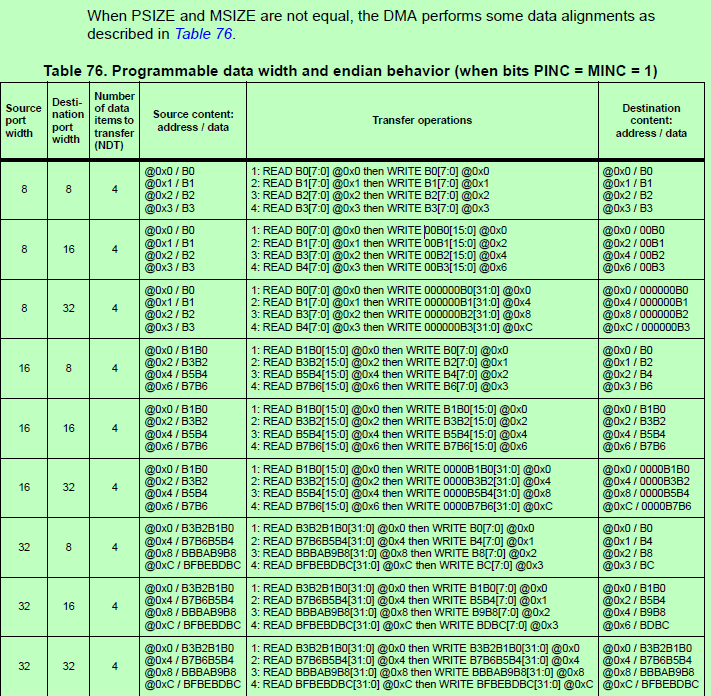 When PSIZE and MSIZE are not equal, the DMA performs some data alignments as
described in Table 76.
Table 76. Programmable data width and endian behavior (when bits PINC = MINC = 1)
Source port width
Desti-nation port width
Number of data items to transfer (NDT)
Source content: address / data
Transfer operations
Destination content: address / data
8 8 4
@0x0 / B0 1: READ B0[7:0] @0x0 then WRITE B0[7:0] @0x0 @0x0 / B0
@0x1 / B1 2: READ B1[7:0] @0x1 then WRITE B1[7:0] @0x1 @0x1 / B1
@0x2 / B2 3: READ B2[7:0] @0x2 then WRITE B2[7:0] @0x2 @0x2 / B2
@0x3 / B3 4: READ B3[7:0] @0x3 then WRITE B3[7:0] @0x3 @0x3 / B3
8 16 4
@0x0 / B0 1: READ B0[7:0] @0x0 then WRITE 00B0[15:0] @0x0 @0x0 / 00B0
@0x1 / B1 2: READ B1[7:0] @0x1 then WRITE 00B1[15:0] @0x2 @0x2 / 00B1
@0x2 / B2 3: READ B3[7:0] @0x2 then WRITE 00B2[15:0] @0x4 @0x4 / 00B2
@0x3 / B3 4: READ B4[7:0] @0x3 then WRITE 00B3[15:0] @0x6 @0x6 / 00B3
8 32 4
@0x0 / B0 1: READ B0[7:0] @0x0 then WRITE 000000B0[31:0] @0x0 @0x0 / 000000B0
@0x1 / B1 2: READ B1[7:0] @0x1 then WRITE 000000B1[31:0] @0x4 @0x4 / 000000B1
@0x2 / B2 3: READ B3[7:0] @0x2 then WRITE 000000B2[31:0] @0x8 @0x8 / 000000B2
@0x3 / B3 4: READ B4[7:0] @0x3 then WRITE 000000B3[31:0] @0xC @0xC / 000000B3
16 8 4
@0x0 / B1B0 1: READ B1B0[15:0] @0x0 then WRITE B0[7:0] @0x0 @0x0 / B0
@0x2 / B3B2 2: READ B3B2[15:0] @0x2 then WRITE B2[7:0] @0x1 @0x1 / B2
@0x4 / B5B4 3: READ B5B4[15:0] @0x4 then WRITE B4[7:0] @0x2 @0x2 / B4
@0x6 / B7B6 4: READ B7B6[15:0] @0x6 then WRITE B6[7:0] @0x3 @0x3 / B6
16 16 4
@0x0 / B1B0 1: READ B1B0[15:0] @0x0 then WRITE B1B0[15:0] @0x0 @0x0 / B1B0
@0x2 / B3B2 2: READ B3B2[15:0] @0x2 then WRITE B3B2[15:0] @0x2 @0x2 / B3B2
@0x4 / B5B4 3: READ B5B4[15:0] @0x4 then WRITE B5B4[15:0] @0x4 @0x4 / B5B4
@0x6 / B7B6 4: READ B7B6[15:0] @0x6 then WRITE B7B6[15:0] @0x6 @0x6 / B7B6
16 32 4
@0x0 / B1B0 1: READ B1B0[15:0] @0x0 then WRITE 0000B1B0[31:0] @0x0 @0x0 / 0000B1B0
@0x2 / B3B2 2: READ B3B2[15:0] @0x2 then WRITE 0000B3B2[31:0] @0x4 @0x4 / 0000B3B2
@0x4 / B5B4 3: READ B5B4[15:0] @0x4 then WRITE 0000B5B4[31:0] @0x8 @0x8 / 0000B5B4
@0x6 / B7B6 4: READ B7B6[15:0] @0x6 then WRITE 0000B7B6[31:0] @0xC @0xC / 0000B7B6
32 8 4
@0x0 / B3B2B1B0 1: READ B3B2B1B0[31:0] @0x0 then WRITE B0[7:0] @0x0 @0x0 / B0
@0x4 / B7B6B5B4 2: READ B7B6B5B4[31:0] @0x4 then WRITE B4[7:0] @0x1 @0x1 / B4
@0x8 / BBBAB9B8 3: READ BBBAB9B8[31:0] @0x8 then WRITE B8[7:0] @0x2 @0x2 / B8
@0xC / BFBEBDBC 4: READ BFBEBDBC[31:0] @0xC then WRITE BC[7:0] @0x3 @0x3 / BC
32 16 4
@0x0 / B3B2B1B0 1: READ B3B2B1B0[31:0] @0x0 then WRITE B1B0[7:0] @0x0 @0x0 / B1B0
@0x4 / B7B6B5B4 2: READ B7B6B5B4[31:0] @0x4 then WRITE B5B4[7:0] @0x1 @0x2 / B5B4
@0x8 / BBBAB9B8 3: READ BBBAB9B8[31:0] @0x8 then WRITE B9B8[7:0] @0x2 @0x4 / B9B8
@0xC / BFBEBDBC 4: READ BFBEBDBC[31:0] @0xC then WRITE BDBC[7:0] @0x3 @0x6 / BDBC
32 32 4
@0x0 / B3B2B1B0 1: READ B3B2B1B0[31:0] @0x0 then WRITE B3B2B1B0[31:0] @0x0 @0x0 / B3B2B1B0
@0x4 / B7B6B5B4 2: READ B7B6B5B4[31:0] @0x4 then WRITE B7B6B5B4[31:0] @0x4 @0x4 / B7B6B5B4
@0x8 / BBBAB9B8 3: READ BBBAB9B8[31:0] @0x8 then WRITE BBBAB9B8[31:0] @0x8 @0x8 / BBBAB9B8
@0xC / BFBEBDBC 4: READ BFBEBDBC[31:0] @0xC then WRITE BFBEBDBC[31:0] @0xC @0xC / BFBEBDBC